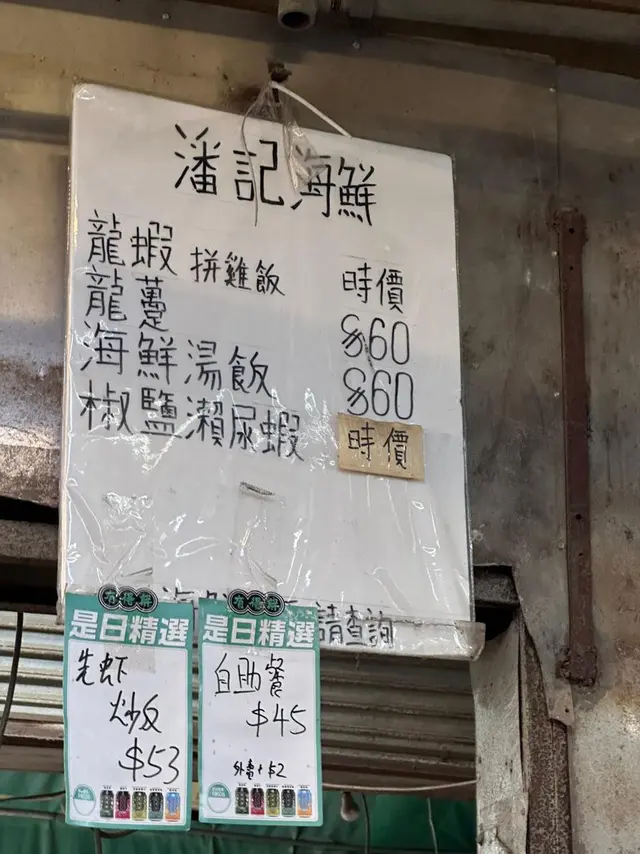 潘記海鮮
龍蝦 拼雞飯 時價
龍躉 $60
海鮮湯飯 $60
椒鹽瀨尿蝦 時價
請查詢
是日精選
先虾
炒飯
$53
是日精選
自助餐
$45
外賣+$2